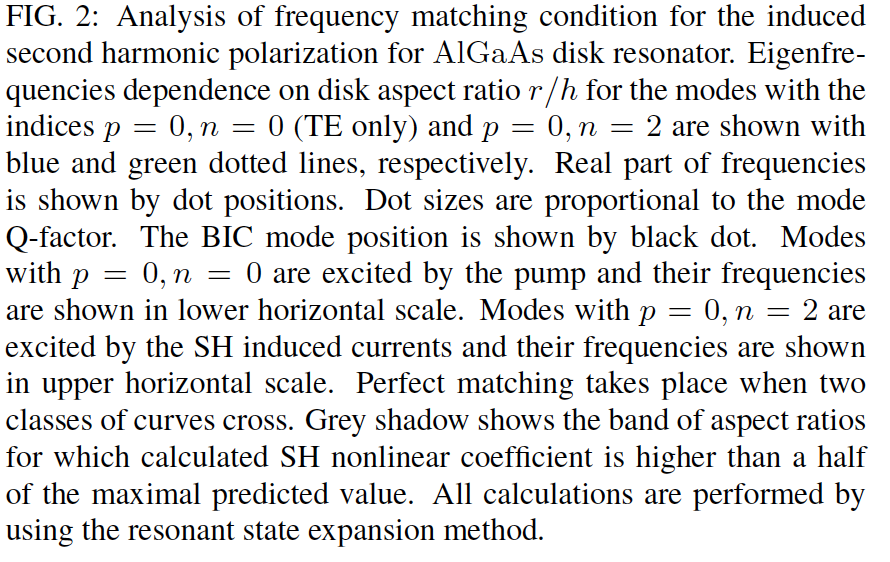 FIG. 2: Analysis of frequency matching condition for the induced
second harmonic polarization for AlGaAs disk resonator. Eigenfre-
quencies dependence on disk aspect ratio r/h for the modes with the
indices p = 0, n = 0 (TE only) and p = 0, n = 2 are shown with
blue and green dotted lines, respectively. Real part of frequencies
is shown by dot positions. Dot sizes are proportional to the mode
Q-factor. The BIC mode position is shown by black dot. Modes
with p = 0, n = 0 are excited by the pump and their frequencies
are shown in lower horizontal scale. Modes with p = 0, n = 2 are
excited by the SH induced currents and their frequencies are shown
in upper horizontal scale. Perfect matching takes place when two
classes of curves cross. Grey shadow shows the band of aspect ratios
for which calculated SH nonlinear coefficient is higher than a half
of the maximal predicted value. All calculations are performed by
using the resonant state expansion method.